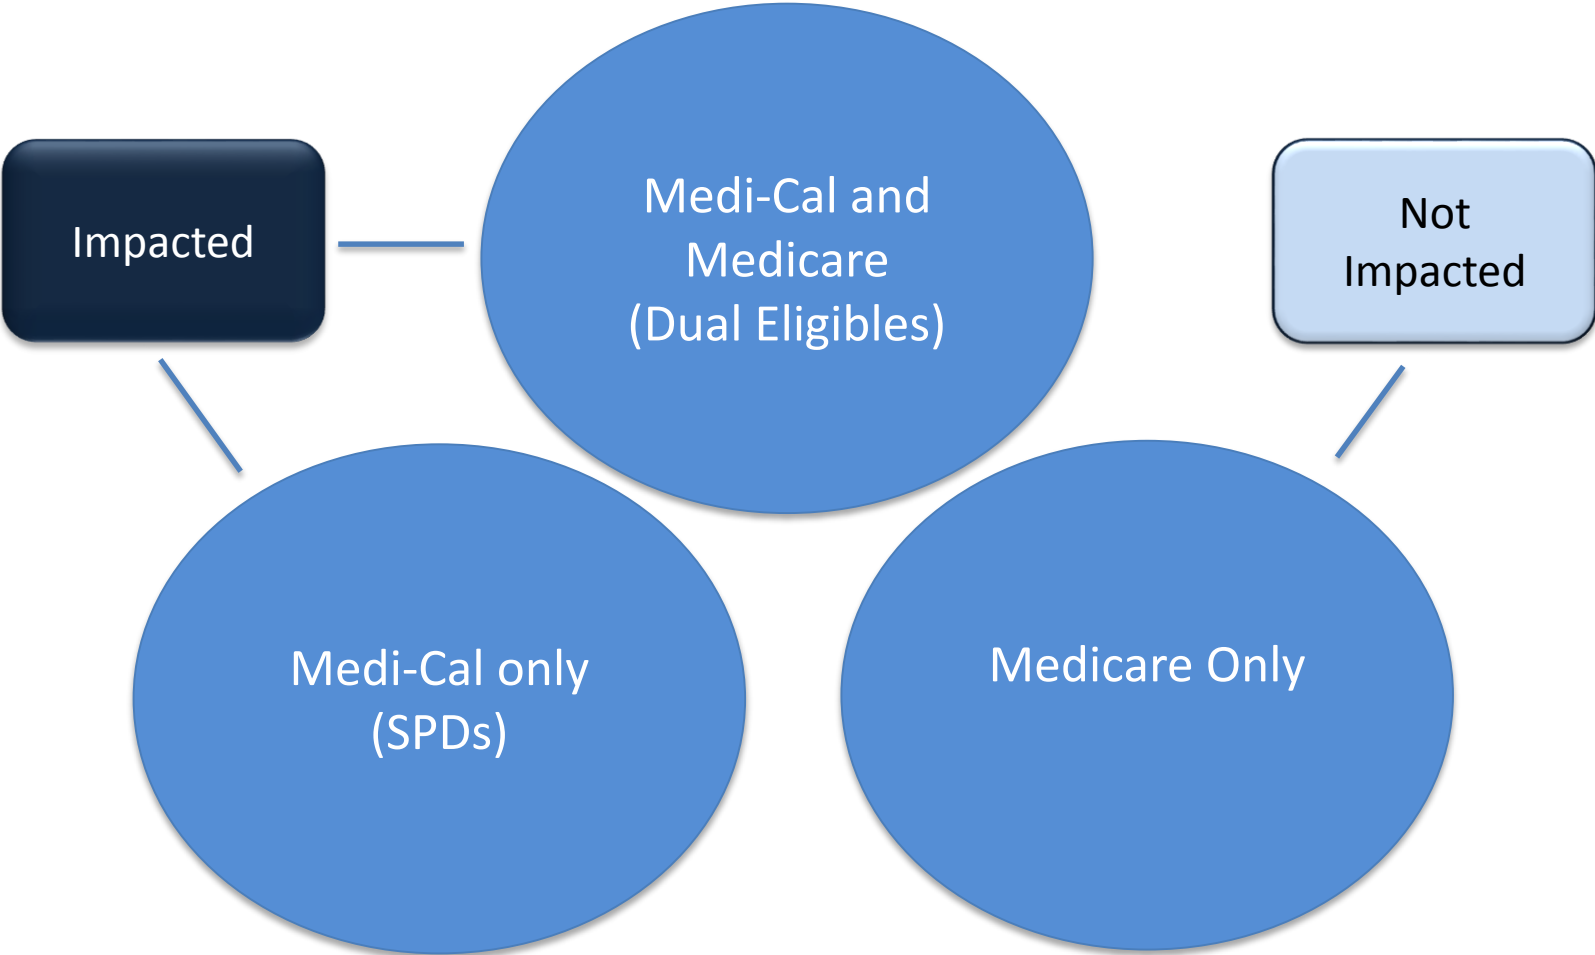 Impacted
Medi-Cal and
Medicare
(Dual Eligibles)
Not
Impacted
Medi-Cal only
(SPDs)
Medicare Only